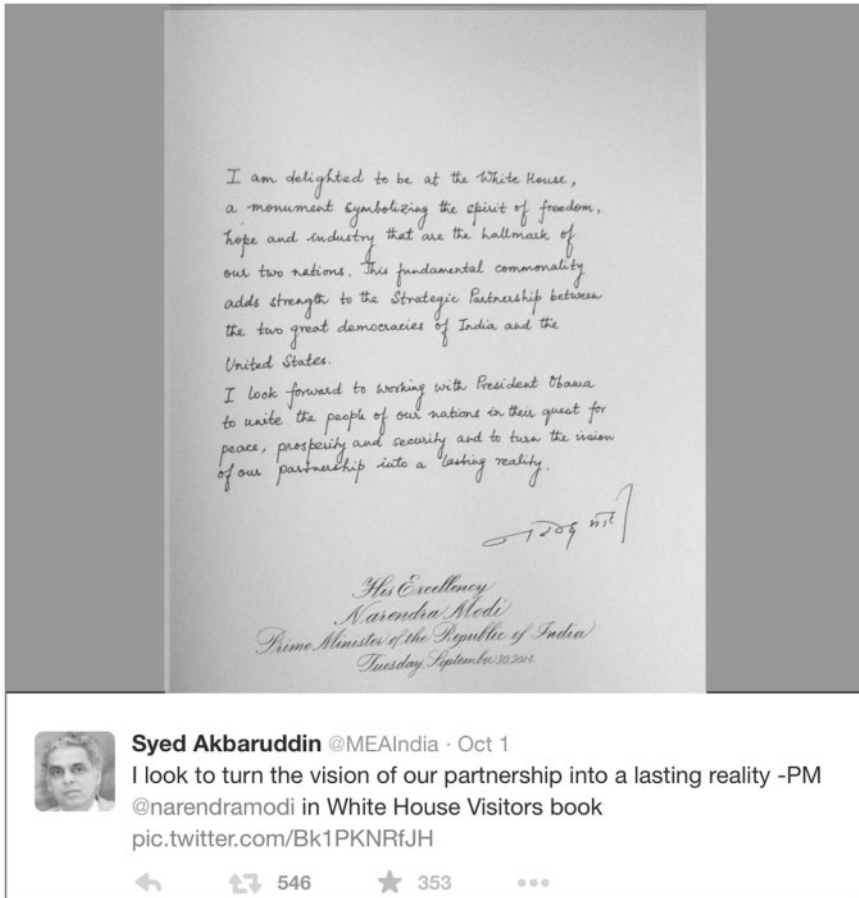 I am delighted to be at the White House,
a monument symbolizing the spirit of freedom,
hope and industry that are the hallmark of
our two nations. This fundamental commonality
adds strength to the Strategic Partnership between
the two great democracies of India and the
United States.
I look forward to working with President Obama
to unite the people of our nations in their quest for
peace, prosperity and security and to turn the vision
of our partnership into a lasting reality.
नरेन्द्र मोदी
His Excellency
Narendra Modi
Prime Minister of the Republic of India
Tuesday, September 30, 2014
Syed Akbaruddin @MEAIndia · Oct 1
I look to turn the vision of our partnership into a lasting reality -PM
@narendramodi in White House Visitors book
pic.twitter.com/Bk1PKNRfJH
546 353